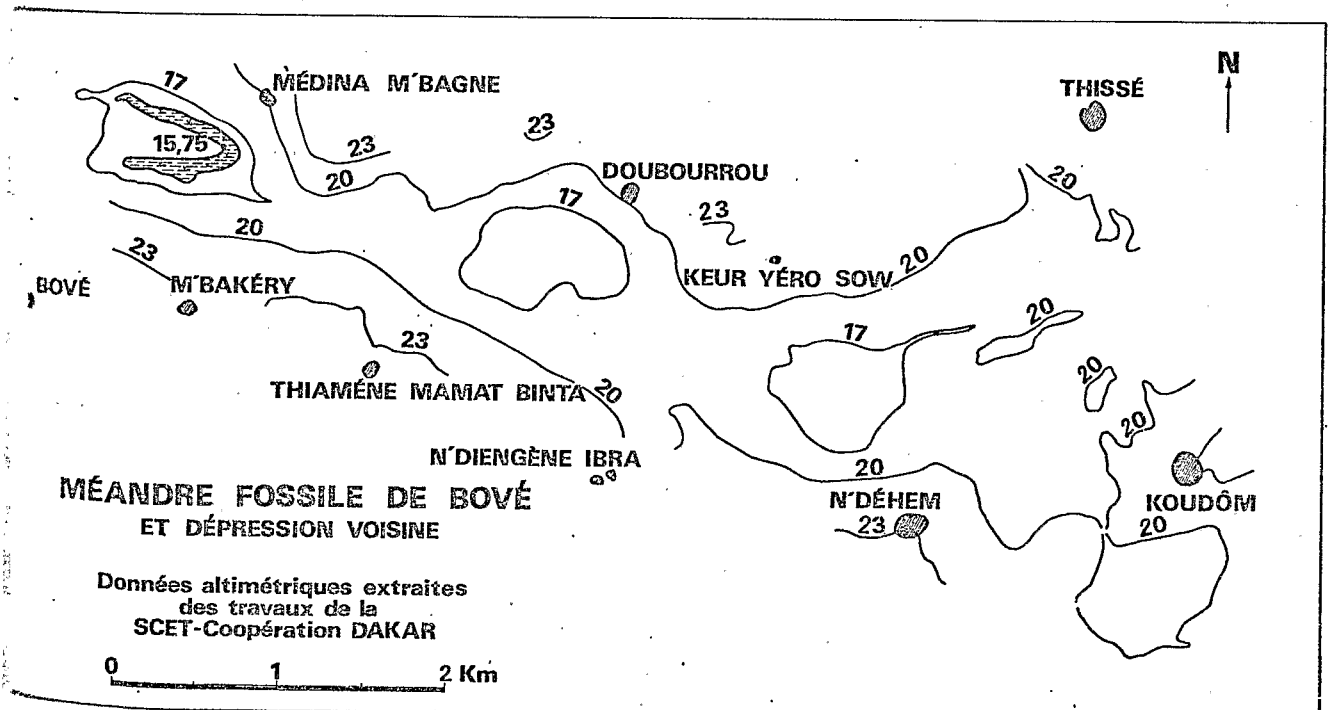 17
MÉDINA M'BAGNE
N
THISSÉ
15,75
23
23
20
DOUBOURROU
20
17
23
20
23
KEUR YÉRO SOW
20
BOVÉ
M'BAKÉRY
20
17
23
20
THIAMÉNE MAMAT BINTA
20
20
N'DIENGÈNE IBRA
20
MÉANDRE FOSSILE DE BOVÉ
ET DÉPRESSION VOISINE
N'DÉHEM
KOUDÔM
23
20
Données altimétriques extraites
des travaux de la
SCET-Coopération DAKAR
0 1 2 Km